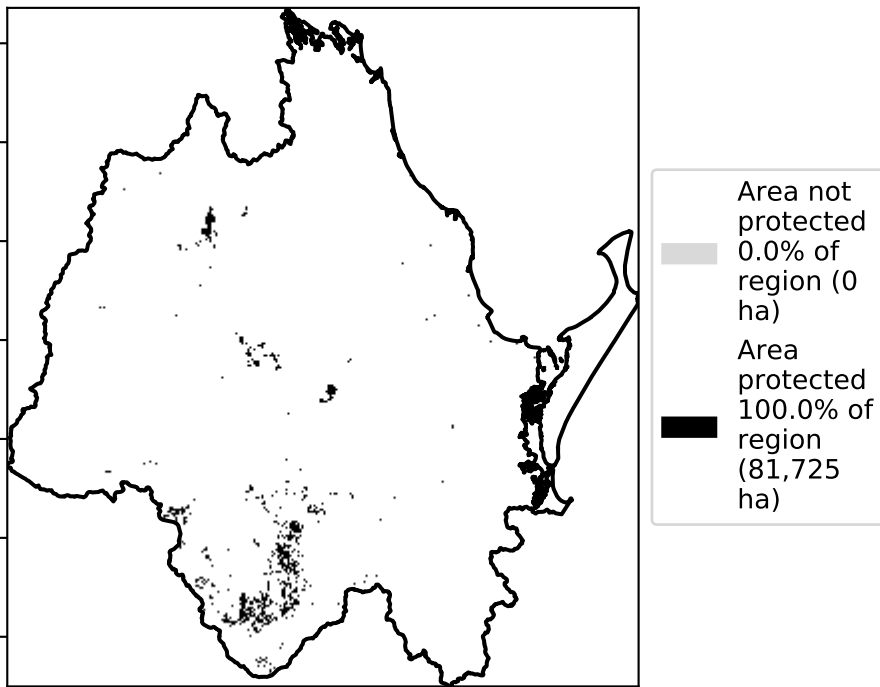 Area not
protected
0.0% of
region (0
ha)
Area
protected
100.0% of
region
(81,725
ha)